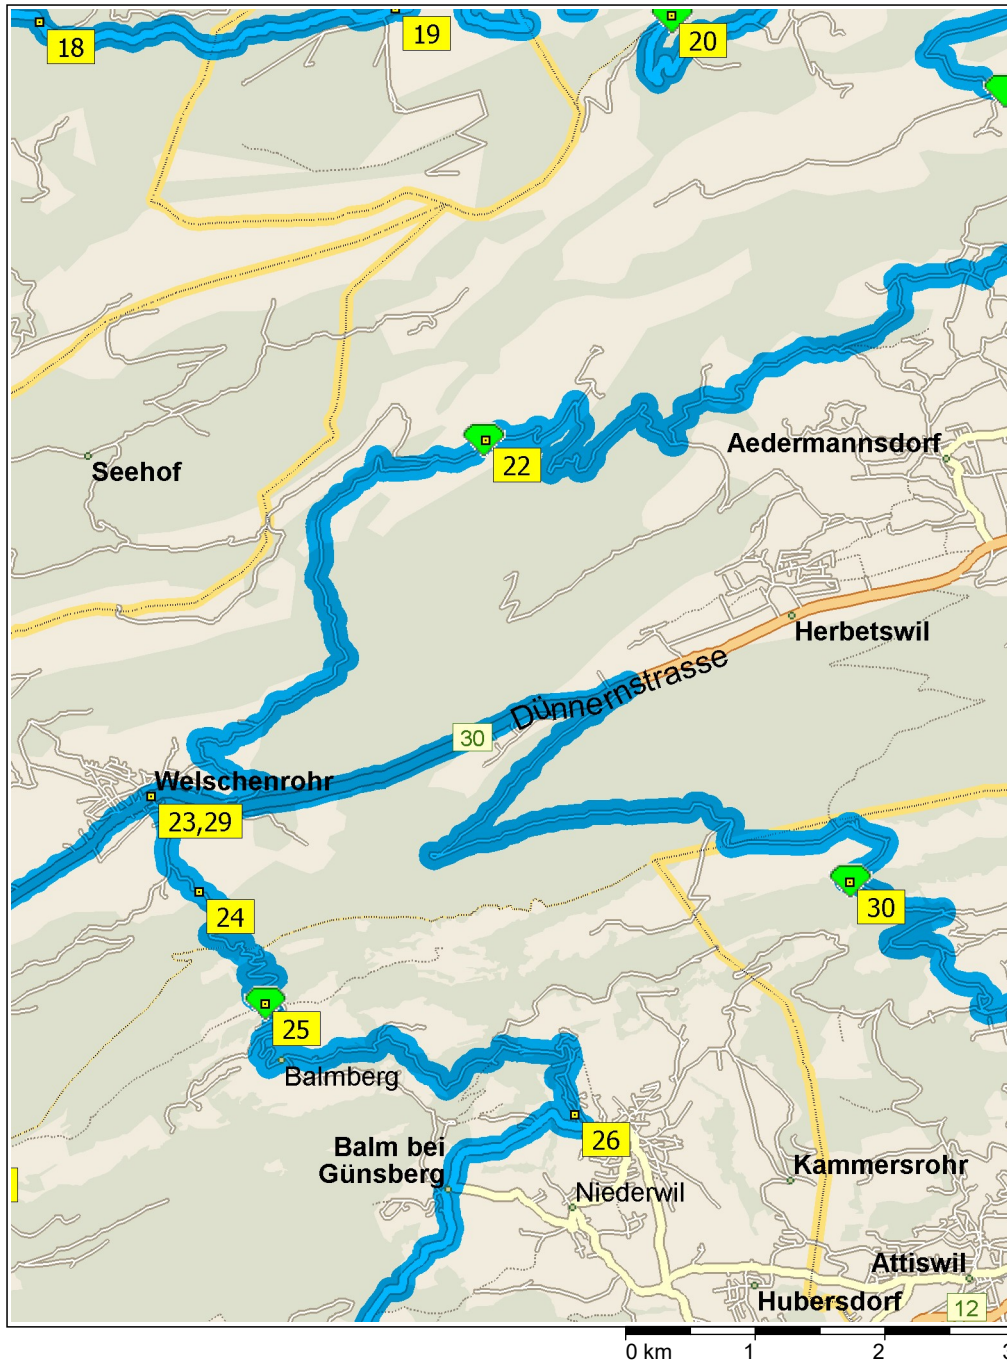 18
19
20
Seehof
22
Aedermannsdorf
Herbetswil
Dünnernstrasse
30
Welschenrohr
23,29
24
30
25
Balmberg
26
Balm bei
Günsberg
Kammersrohr
Niederwil
Attiswil
Hubersdorf
12
0 km 1 2 3